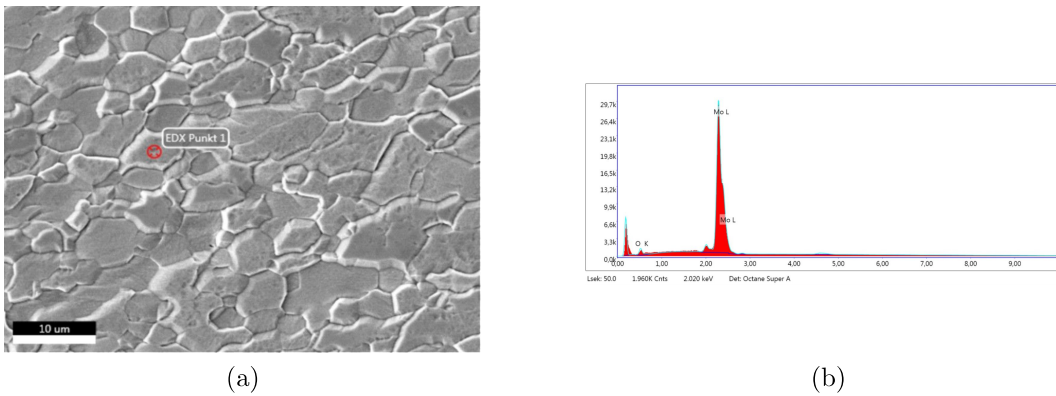 EDX Punkt 1
10 um
(a)
29,7k
26,4k
23,1k
19,8k
16,5k
13,2k
9,9k
6,6k
3,3k
0,0k
Mo L
Mo L
O K
0,00 1,00 2,00 3,00 4,00 5,00 6,00 7,00 8,00 9,00
Lsek: 50.0 1.960K Cnts 2.020 keV Det: Octane Super A
(b)